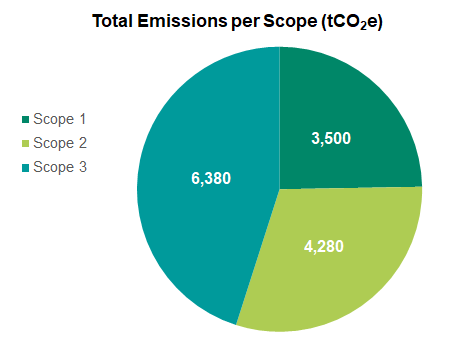 Total Emissions per Scope (tCO₂e)
Scope 1
Scope 2
Scope 3
3,500
6,380
4,280